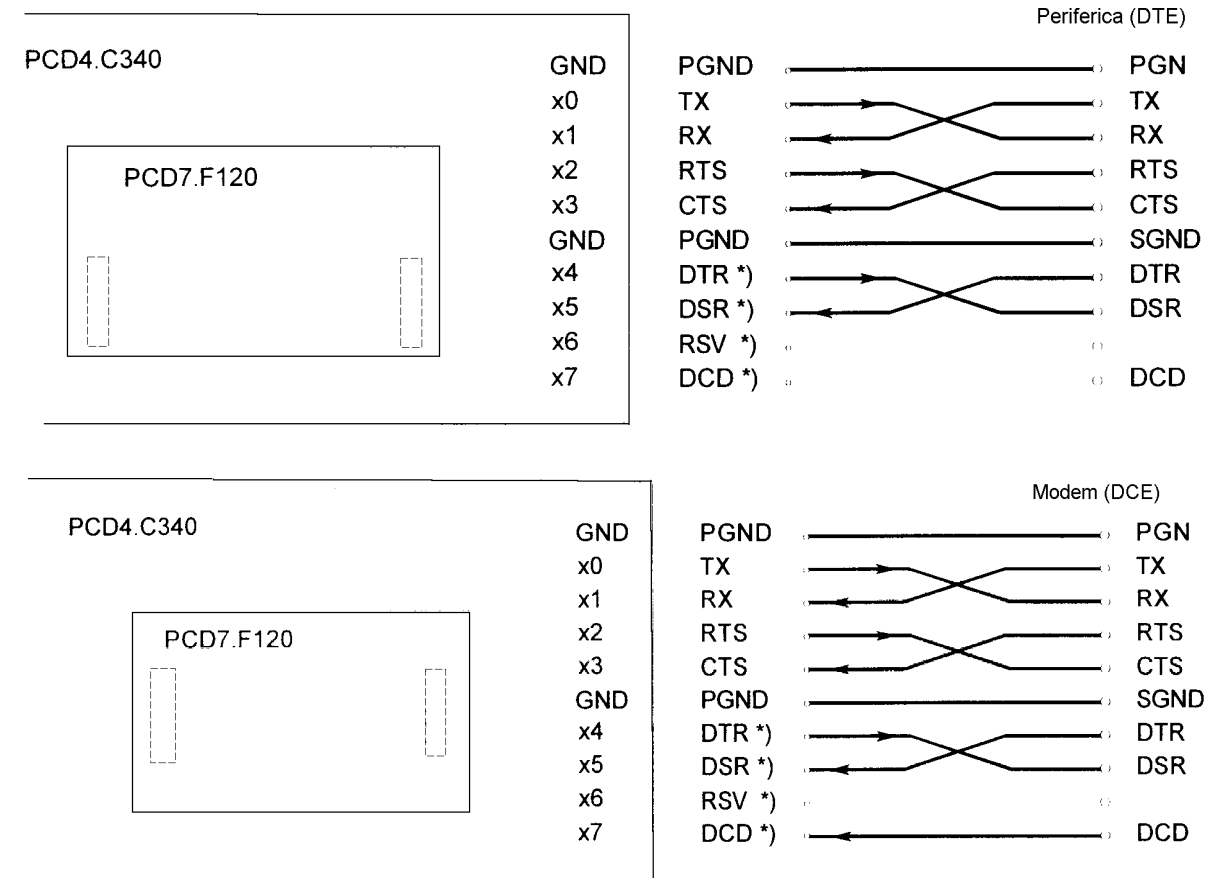 Periferica (DTE)
PCD4.C340
GND PGND PGN
x0 TX TX
x1 RX RX
PCD7.F120
x2 RTS RTS
x3 CTS CTS
GND PGND SGND
x4 DTR *) DTR
x5 DSR *) DSR
x6 RSV *)
x7 DCD *) DCD
Modem (DCE)
PCD4.C340
GND PGND PGN
x0 TX TX
x1 RX RX
PCD7.F120
x2 RTS RTS
x3 CTS CTS
GND PGND SGND
x4 DTR *) DTR
x5 DSR *) DSR
x6 RSV *)
x7 DCD *) DCD